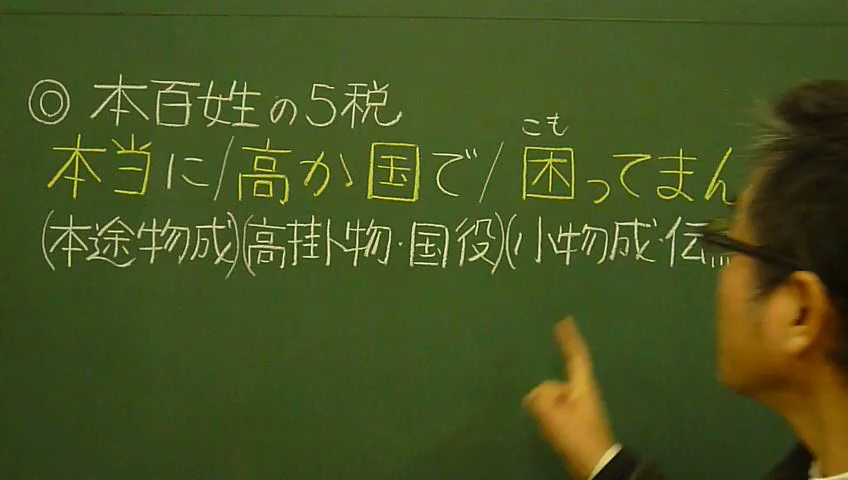 ◎ 本百姓の5税
こも
本当に/高か国で/困ってまん
(本途物成)(高掛物・国役)(小物成・伝